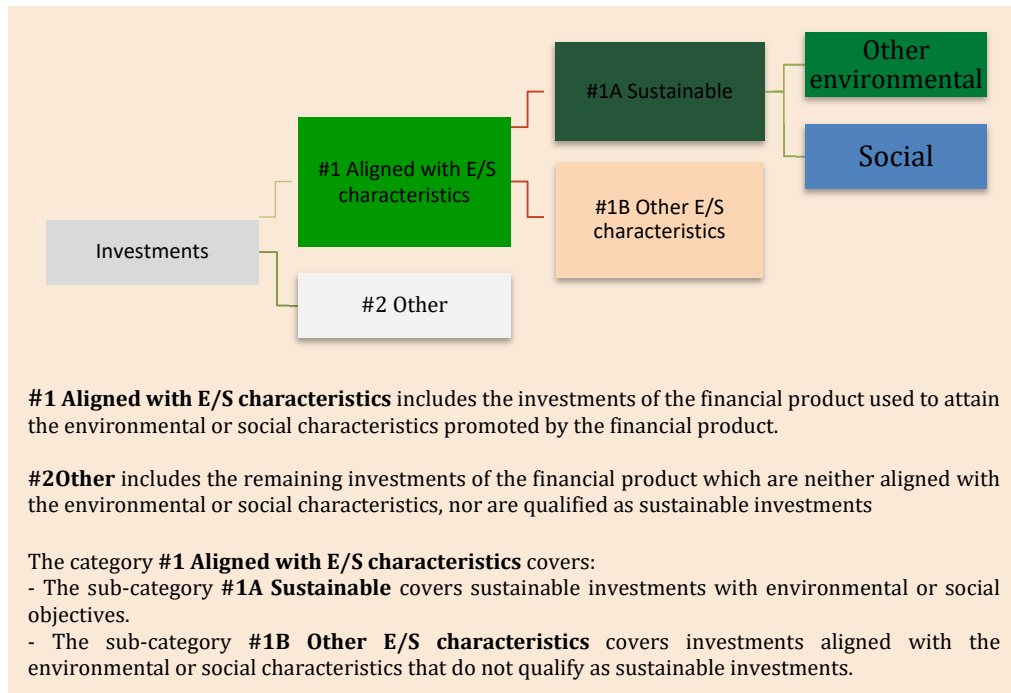 Other
environmental
#1A Sustainable
Social
#1 Aligned with E/S
characteristics
#1B Other E/S
characteristics
Investments
#2 Other
#1 Aligned with E/S characteristics includes the investments of the financial product used to attain
the environmental or social characteristics promoted by the financial product.
#2Other includes the remaining investments of the financial product which are neither aligned with
the environmental or social characteristics, nor are qualified as sustainable investments
The category #1 Aligned with E/S characteristics covers:
- The sub-category #1A Sustainable covers sustainable investments with environmental or social
objectives.
- The sub-category #1B Other E/S characteristics covers investments aligned with the
environmental or social characteristics that do not qualify as sustainable investments.